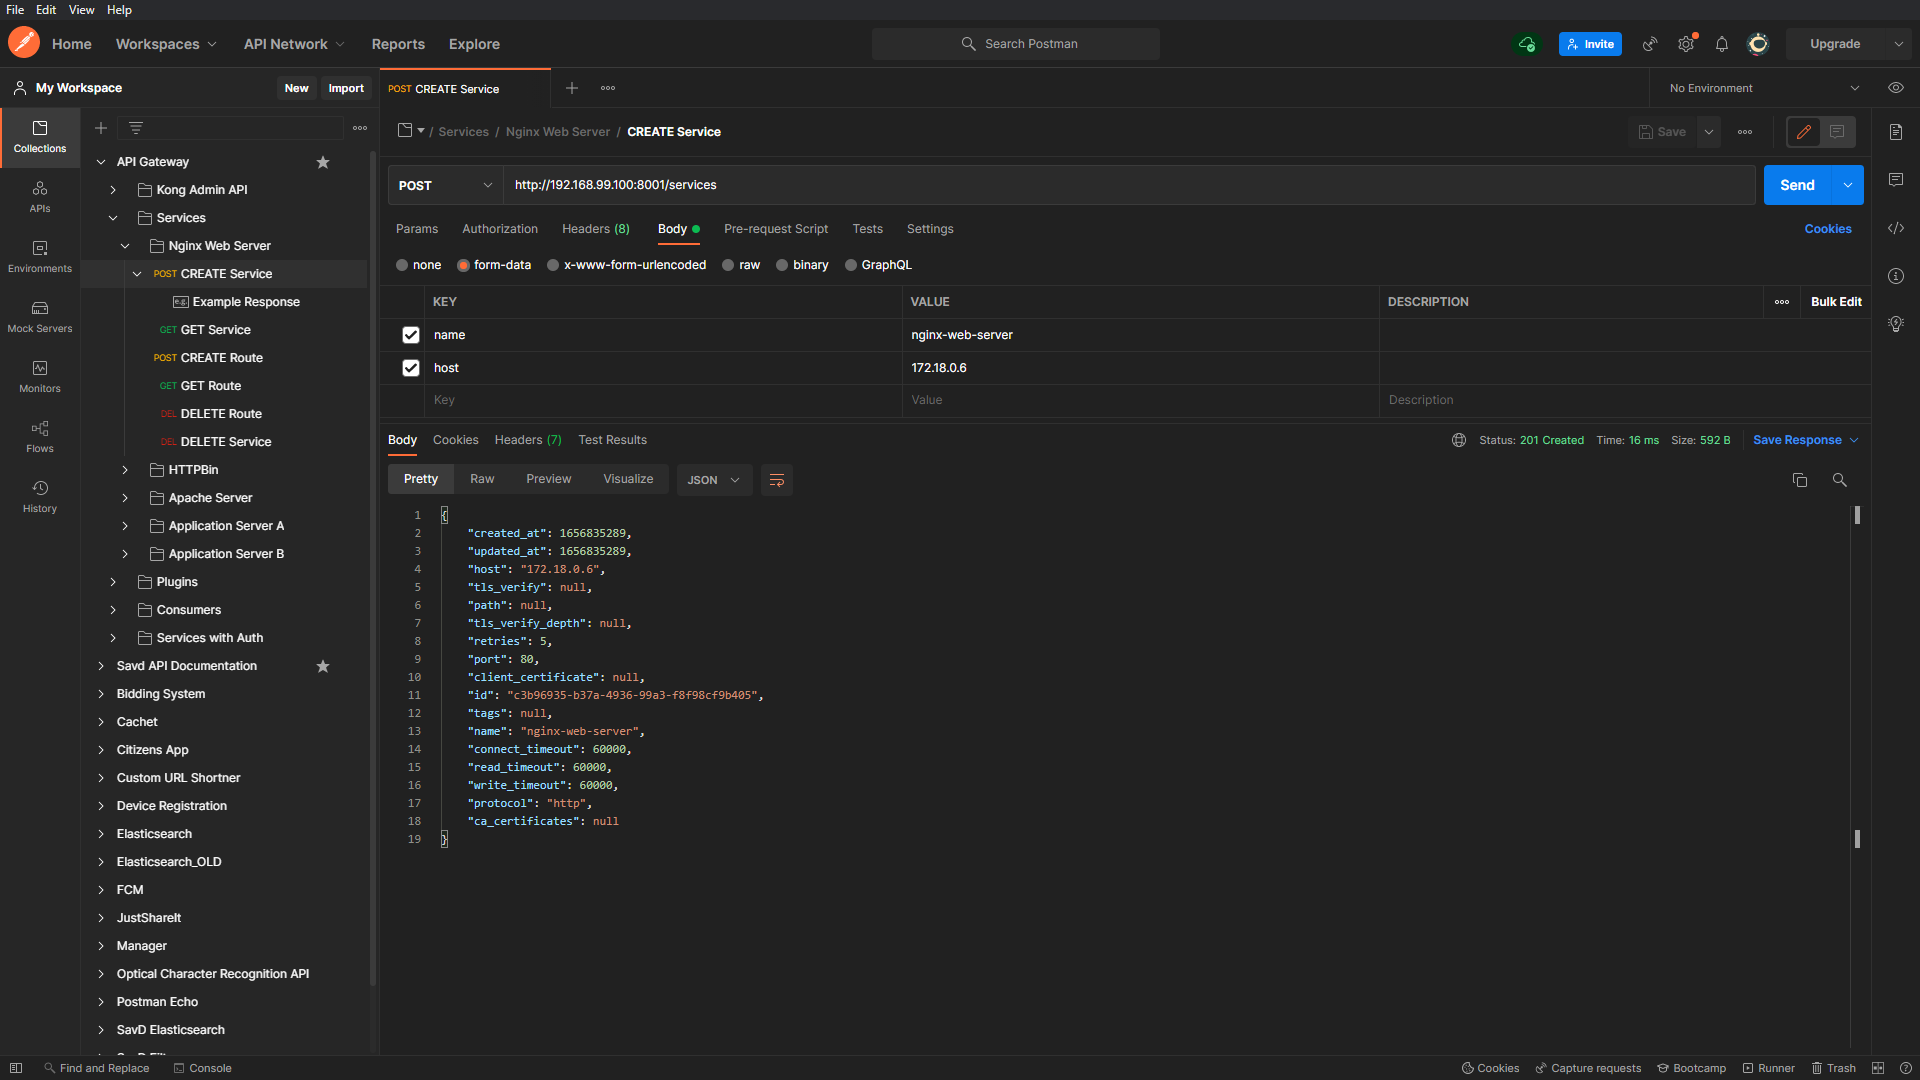 File Edit View Help
Home Workspaces API Network Reports Explore Search Postman Invite Upgrade
My Workspace New Import
POST CREATE Service
No Environment
Collections
APIs
Environments
Mock Servers
Monitors
Flows
History
API Gateway
Kong Admin API
Services
Nginx Web Server
POST CREATE Service
e.g. Example Response
GET GET Service
POST CREATE Route
GET GET Route
DEL DELETE Route
DEL DELETE Service
HTTPBin
Apache Server
Application Server A
Application Server B
Plugins
Consumers
Services with Auth
Savd API Documentation
Bidding System
Cachet
Citizens App
Custom URL Shortner
Device Registration
Elasticsearch
Elasticsearch_OLD
FCM
JustShareIt
Manager
Optical Character Recognition API
Postman Echo
SavD Elasticsearch
/ Services / Nginx Web Server / CREATE Service Save
POST http://192.168.99.100:8001/services Send
Params Authorization Headers (8) Body Pre-request Script Tests Settings Cookies
none form-data x-www-form-urlencoded raw binary GraphQL
KEY VALUE DESCRIPTION Bulk Edit
name nginx-web-server
host 172.18.0.6
Key Value Description
Body Cookies Headers (7) Test Results Status: 201 Created Time: 16 ms Size: 592 B Save Response
Pretty Raw Preview Visualize JSON
1 {
2 "created_at": 1656835289,
3 "updated_at": 1656835289,
4 "host": "172.18.0.6",
5 "tls_verify": null,
6 "path": null,
7 "tls_verify_depth": null,
8 "retries": 5,
9 "port": 80,
10 "client_certificate": null,
11 "id": "c3b96935-b37a-4936-99a3-f8f98cf9b405",
12 "tags": null,
13 "name": "nginx-web-server",
14 "connect_timeout": 60000,
15 "read_timeout": 60000,
16 "write_timeout": 60000,
17 "protocol": "http",
18 "ca_certificates": null
19 }
Find and Replace Console Cookies Capture requests Bootcamp Runner Trash